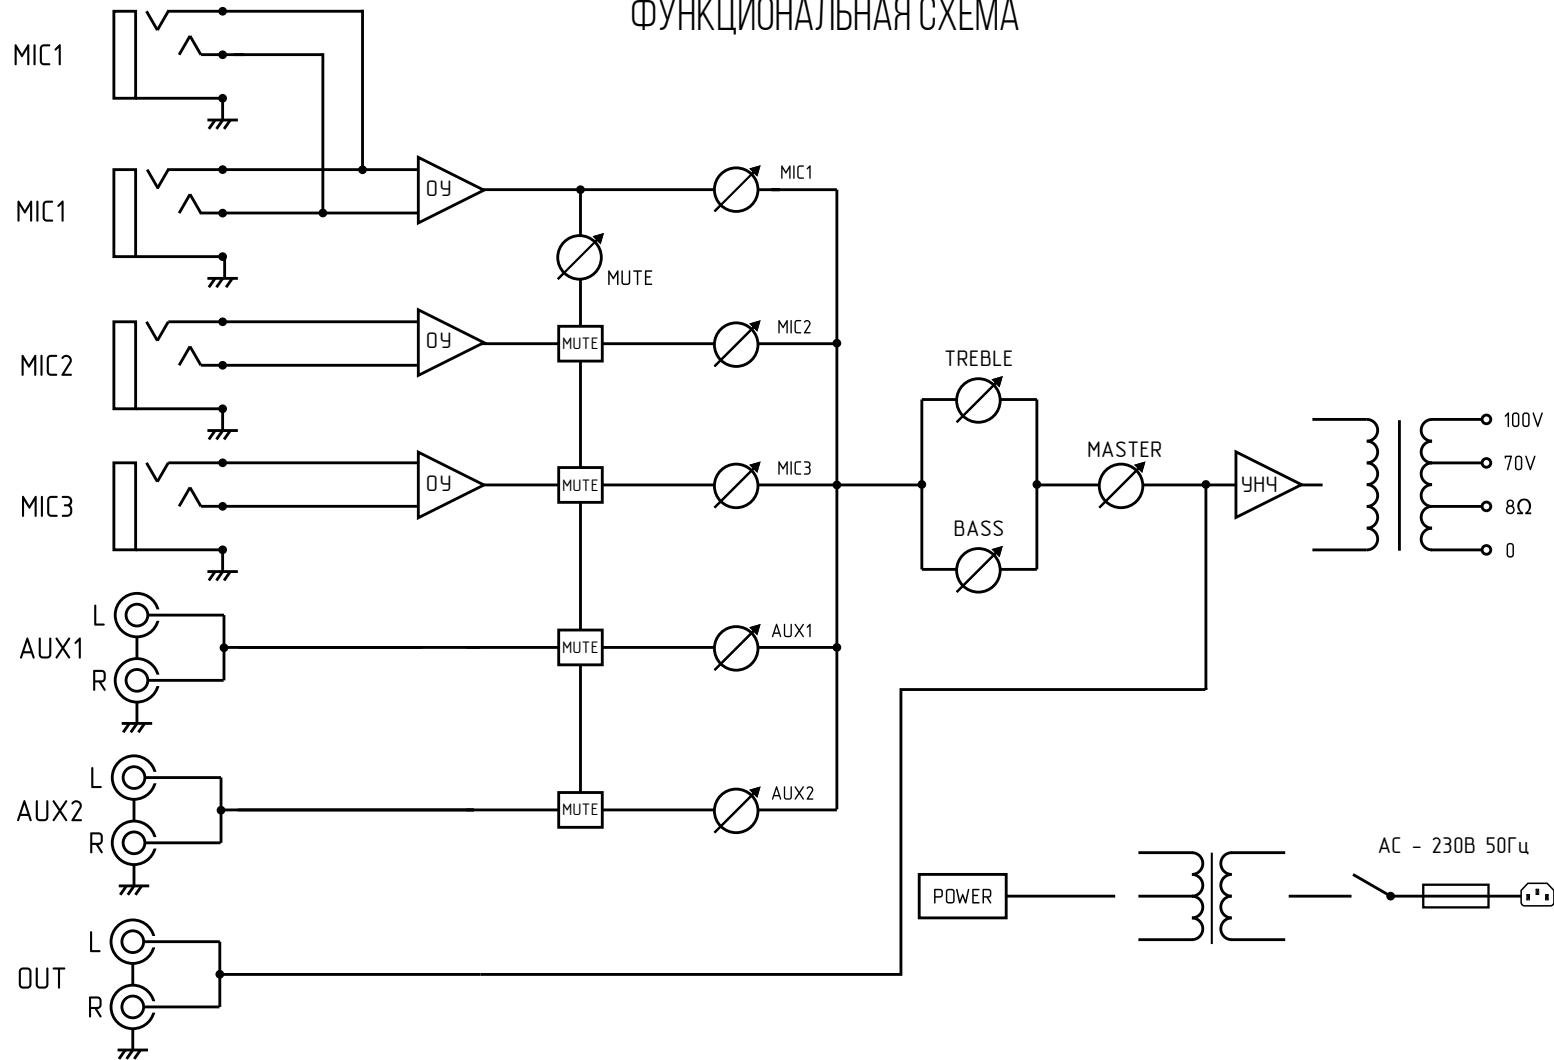 ФУНКЦИОНАЛЬНАЯ СХЕМА
MIC1
MIC1
ОУ
MIC1
MUTE
MIC2
ОУ
MUTE
MIC2
TREBLE
BASS
MASTER
УНЧ
100V
70V
8Ω
0
MIC3
ОУ
MUTE
MIC3
L
AUX1
R
MUTE
AUX1
L
AUX2
R
MUTE
AUX2
POWER
AC - 230В 50Гц
L
OUT
R